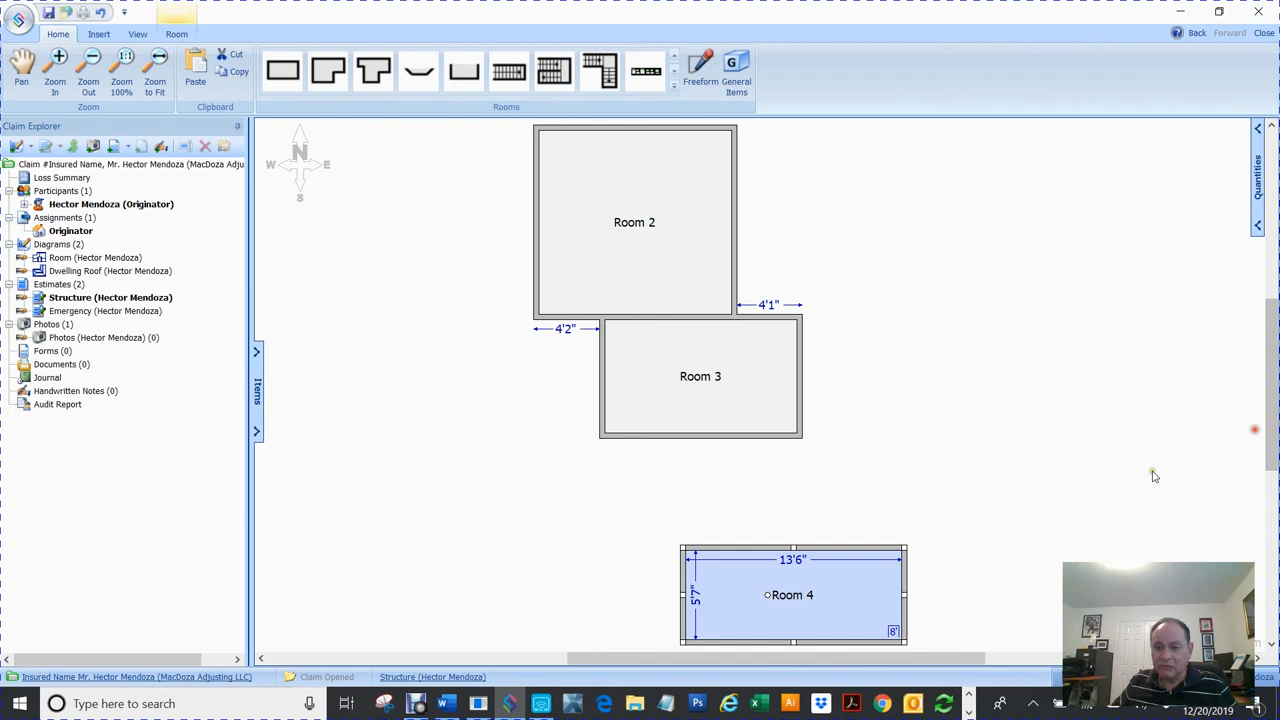 Home
Insert
View
Room
Back
Forward
Close
Pan
Zoom In
Zoom Out
Zoom 100%
Zoom to Fit
Zoom
Paste
Cut
Copy
Clipboard
Rooms
Freeform
General Items
Claim Explorer
Claim #Insured Name, Mr. Hector Mendoza (MacDoza Adju
Loss Summary
Participants (1)
Hector Mendoza (Originator)
Assignments (1)
Originator
Diagrams (2)
Room (Hector Mendoza)
Dwelling Roof (Hector Mendoza)
Estimates (2)
Structure (Hector Mendoza)
Emergency (Hector Mendoza)
Photos (1)
Photos (Hector Mendoza) (0)
Forms (0)
Documents (0)
Journal
Handwritten Notes (0)
Audit Report
Items
N
W E
S
Room 2
4'1"
4'2"
Room 3
13'6"
5'7"
Room 4
8'
Quantities
Insured Name Mr. Hector Mendoza (MacDoza Adjusting LLC)
Claim Opened
Structure (Hector Mendoza)
Type here to search
12/20/2019